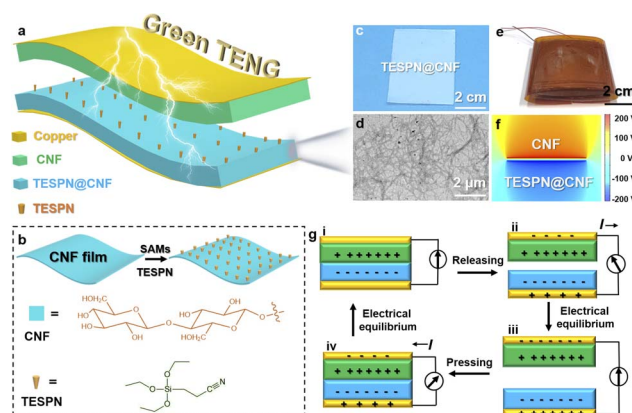 a
Green TENG
Copper
CNF
TESPN@CNF
TESPN
b
CNF film
SAMs
TESPN
CNF
=
HOH₂C
HO
OH
O
O
HO
OH
O
HOH₂C
O
TESPN
=
O
O
Si
O
N
c
TESPN@CNF
2 cm
d
2 μm
e
2 cm
f
CNF
TESPN@CNF
200 V
100 V
0 V
-100 V
-200 V
g
i
+ + + + + +
- - - - - - -
Releasing
ii
I →
- - - -
+ + + + + +
- - - - - - -
+ + + +
Electrical
equilibrium
Electrical
equilibrium
iii
+ + + + + +
- - - - - - -
Pressing
iv
← I
- - - -
+ + + + + +
- - - - - - -
+ + + +